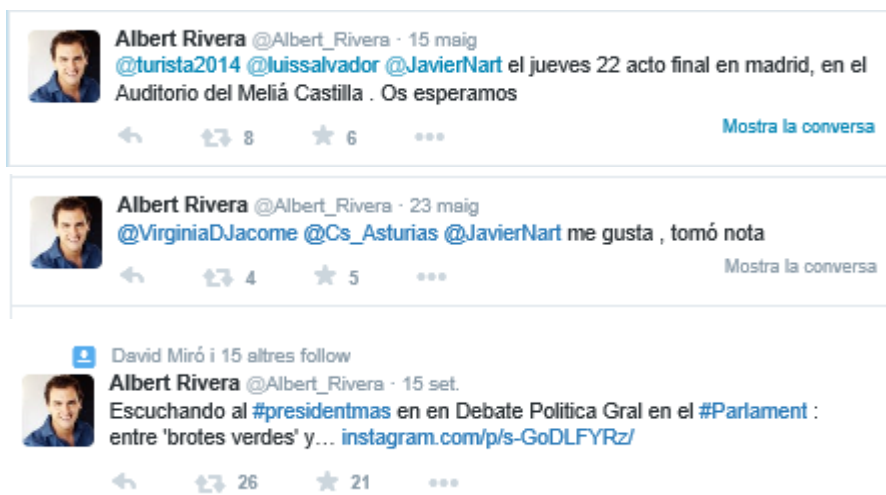 Albert Rivera @Albert_Rivera · 15 maig
@turista2014 @luissalvador @JavierNart el jueves 22 acto final en madrid, en el
Auditorio del Meliá Castilla . Os esperamos
8 6
Mostra la conversa
Albert Rivera @Albert_Rivera · 23 maig
@VirginiaDJacome @Cs_Asturias @JavierNart me gusta , tomó nota
4 5
Mostra la conversa
David Miró i 15 altres follow
Albert Rivera @Albert_Rivera · 15 set.
Escuchando al #presidentmas en en Debate Politica Gral en el #Parlament :
entre 'brotes verdes' y… instagram.com/p/s-GoDLFYRz/
26 21